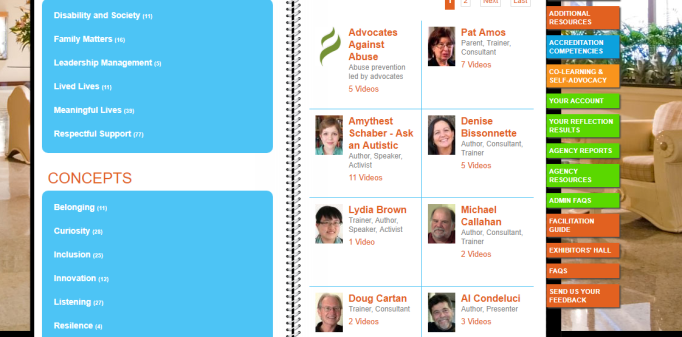 Disability and Society (11)
Family Matters (16)
Leadership Management (3)
Lived Lives (11)
Meaningful Lives (39)
Respectful Support (77)
CONCEPTS
Belonging (11)
Curiosity (28)
Inclusion (23)
Innovation (12)
Listening (27)
Resilence (4)
1 2 Next Last
Advocates
Against
Abuse
Abuse prevention
led by advocates
5 Videos
Pat Amos
Parent, Trainer,
Consultant
7 Videos
Amythest
Schaber - Ask
an Autistic
Author, Speaker,
Activist
11 Videos
Denise
Bissonnette
Author, Consultant,
Trainer
5 Videos
Lydia Brown
Trainer, Author,
Speaker, Activist
1 Video
Michael
Callahan
Author, Consultant,
Trainer
2 Videos
Doug Cartan
Trainer, Consultant
2 Videos
Al Condeluci
Author, Presenter
3 Videos
ADDITIONAL
RESOURCES
ACCREDITATION
COMPETENCIES
CO-LEARNING &
SELF-ADVOCACY
YOUR ACCOUNT
YOUR REFLECTION
RESULTS
AGENCY REPORTS
AGENCY
RESOURCES
ADMIN FAQS
FACILITATION
GUIDE
EXHIBITORS' HALL
FAQS
SEND US YOUR
FEEDBACK